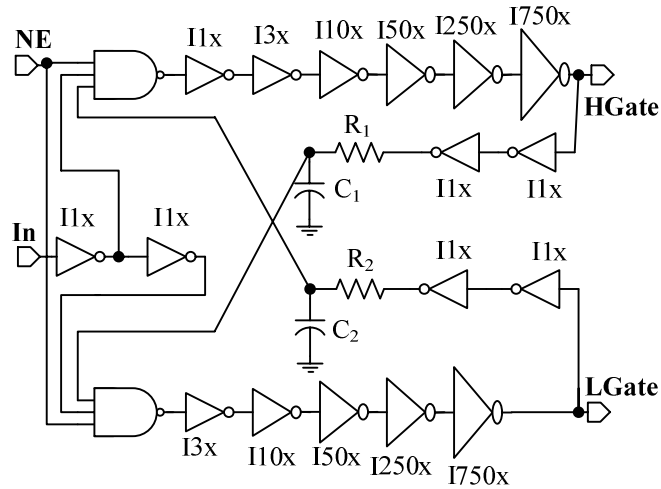 NE
I1x
I3x
I10x
I50x
I250x
I750x
HGate
R1
C1
I1x
I1x
In
I1x
I1x
R2
C2
I1x
I1x
LGate
I3x
I10x
I50x
I250x
I750x